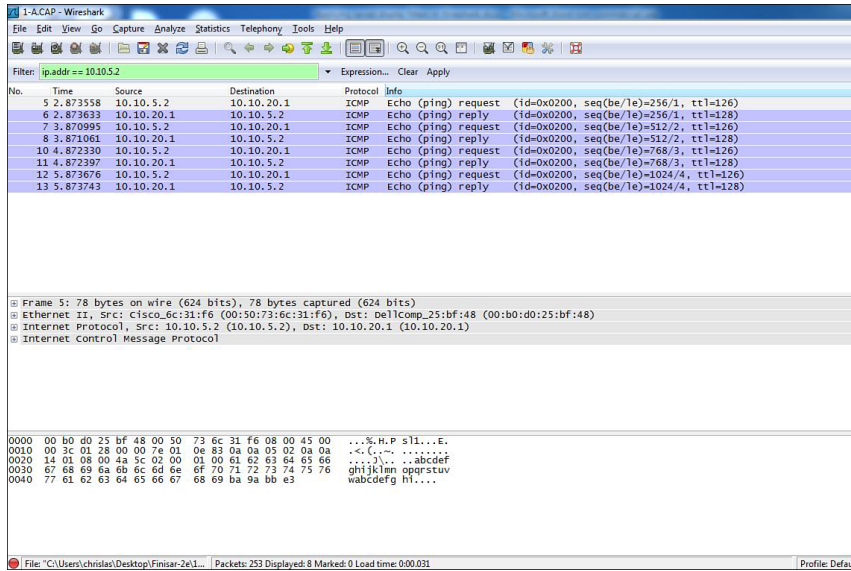 1-A.CAP - Wireshark
File Edit View Go Capture Analyze Statistics Telephony Tools Help
Filter: ip.addr == 10.10.5.2 Expression... Clear Apply
No. Time Source Destination Protocol Info
5 2.873558 10.10.5.2 10.10.20.1 ICMP Echo (ping) request (id=0x0200, seq(be/le)=256/1, ttl=126)
6 2.873633 10.10.20.1 10.10.5.2 ICMP Echo (ping) reply (id=0x0200, seq(be/le)=256/1, ttl=128)
7 3.870995 10.10.5.2 10.10.20.1 ICMP Echo (ping) request (id=0x0200, seq(be/le)=512/2, ttl=126)
8 3.871061 10.10.20.1 10.10.5.2 ICMP Echo (ping) reply (id=0x0200, seq(be/le)=512/2, ttl=128)
10 4.872330 10.10.5.2 10.10.20.1 ICMP Echo (ping) request (id=0x0200, seq(be/le)=768/3, ttl=126)
11 4.872397 10.10.20.1 10.10.5.2 ICMP Echo (ping) reply (id=0x0200, seq(be/le)=768/3, ttl=128)
12 5.873676 10.10.5.2 10.10.20.1 ICMP Echo (ping) request (id=0x0200, seq(be/le)=1024/4, ttl=126)
13 5.873743 10.10.20.1 10.10.5.2 ICMP Echo (ping) reply (id=0x0200, seq(be/le)=1024/4, ttl=128)
Frame 5: 78 bytes on wire (624 bits), 78 bytes captured (624 bits)
Ethernet II, Src: Cisco_6c:31:f6 (00:50:73:6c:31:f6), Dst: DellComp_25:bf:48 (00:b0:d0:25:bf:48)
Internet Protocol, Src: 10.10.5.2 (10.10.5.2), Dst: 10.10.20.1 (10.10.20.1)
Internet Control Message Protocol
0000 00 b0 d0 25 bf 48 00 50 73 6c 31 f6 08 00 45 00 ...%.H.P sl1...E.
0010 00 3c 01 28 00 00 7e 01 0e 83 0a 0a 05 02 0a 0a .<.(..~. ........
0020 14 01 08 00 4a 5c 02 00 01 00 61 62 63 64 65 66 ....J\.. ..abcdef
0030 67 68 69 6a 6b 6c 6d 6e 6f 70 71 72 73 74 75 76 ghijklmn opqrstuv
0040 77 61 62 63 64 65 66 67 68 69 ba 9a bb e3 wabcdefg hi....
File: "C:\Users\chrislas\Desktop\Finisar-2e\1... Packets: 253 Displayed: 8 Marked: 0 Load time: 0:00.031 Profile: Defau